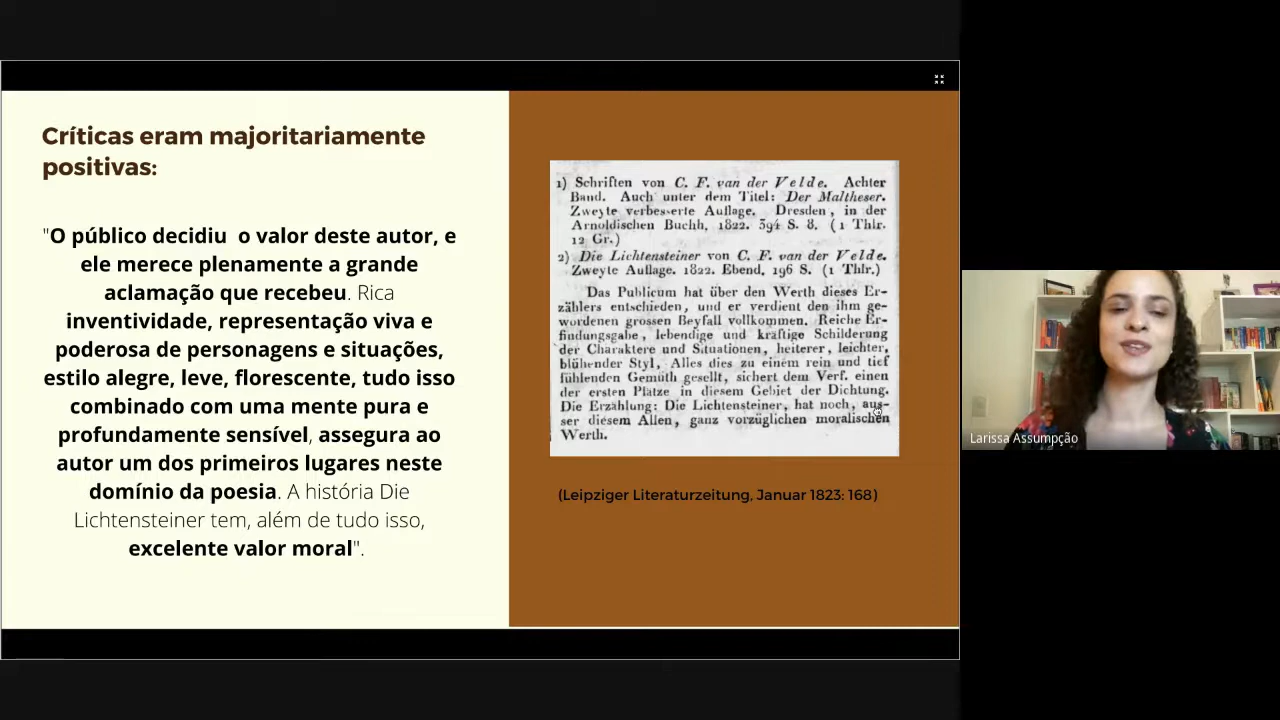 Críticas eram majoritariamente
positivas:
"O público decidiu o valor deste autor, e
ele merece plenamente a grande
aclamação que recebeu. Rica
inventividade, representação viva e
poderosa de personagens e situações,
estilo alegre, leve, florescente, tudo isso
combinado com uma mente pura e
profundamente sensível, assegura ao
autor um dos primeiros lugares neste
domínio da poesia. A história Die
Lichtensteiner tem, além de tudo isso,
excelente valor moral".
1) Schriften von C. F. van der Velde. Achter
Band. Auch unter dem Titel: Der Maltheser.
Zweyte verbesserte Auflage. Dresden, in der
Arnoldischen Buchh. 1822. 394 S. 8. (1 Thlr.
12 Gr.)
2) Die Lichtensteiner von C. F. van der Velde.
Zweyte Auflage. 1822. Ebend. 196 S. (1 Thlr.)
Das Publicum hat über den Werth dieses Er-
zählers entschieden, und er verdient den ihm ge-
wordenen grossen Beyfall vollkommen. Reiche Er-
findungsgabe, lebendige und kräftige Schilderung
der Charaktere und Situationen, heiterer, leichter,
blühender Styl, Alles dies zu einem rein und tief
fühlenden Gemüth gesellt, sichert dem Verf. einen
der ersten Plätze in diesem Gebiet der Dichtung.
Die Erzählung: Die Lichtensteiner, hat noch, aus-
ser diesem Allen, ganz vorzüglichen moralischen
Werth.
(Leipziger Literaturzeitung, Januar 1823: 168)
Larissa Assumpção